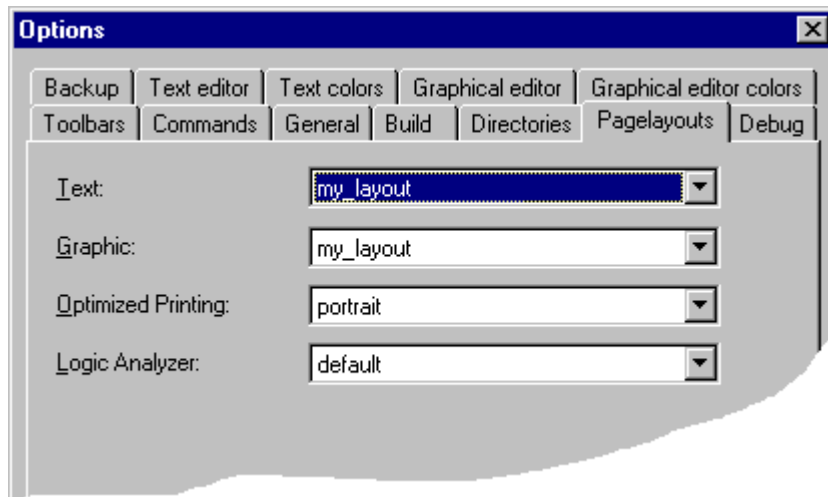 Options
Backup Text editor Text colors Graphical editor Graphical editor colors
Toolbars Commands General Build Directories Pagelayouts Debug
Text: my_layout
Graphic: my_layout
Optimized Printing: portrait
Logic Analyzer: default